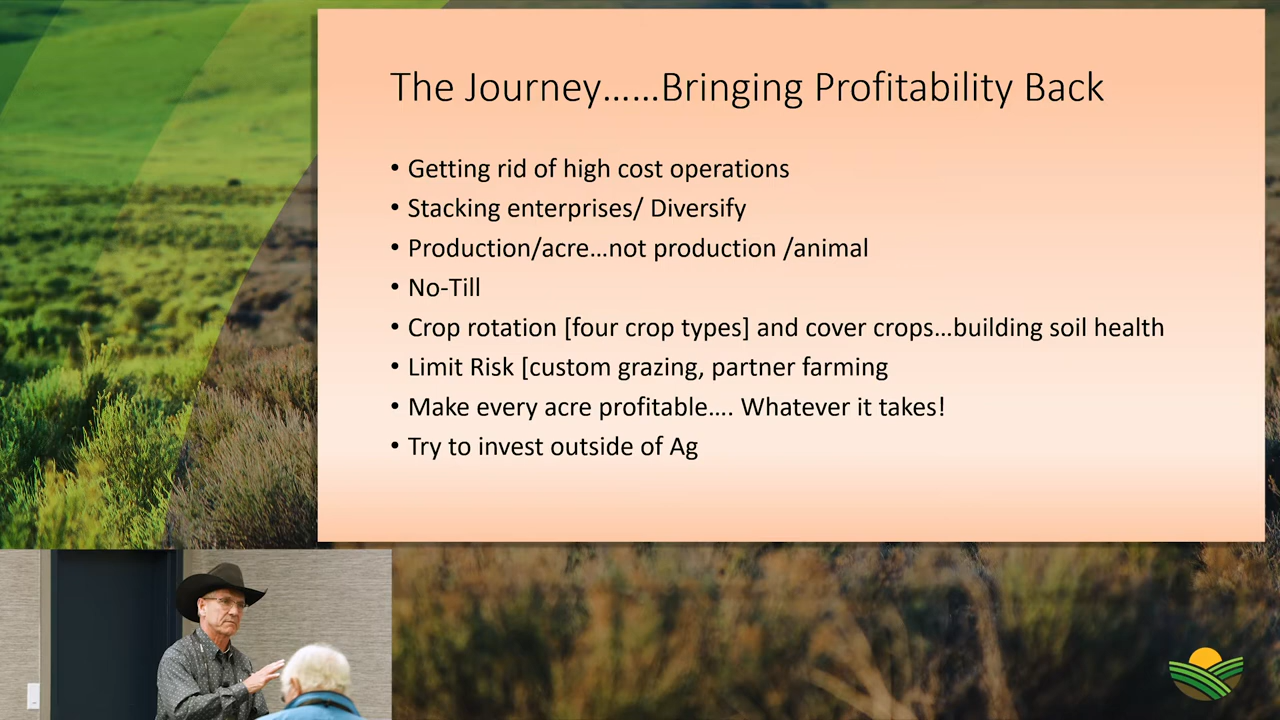 The Journey……Bringing Profitability Back
• Getting rid of high cost operations
• Stacking enterprises/ Diversify
• Production/acre…not production /animal
• No-Till
• Crop rotation [four crop types] and cover crops…building soil health
• Limit Risk [custom grazing, partner farming
• Make every acre profitable…. Whatever it takes!
• Try to invest outside of Ag